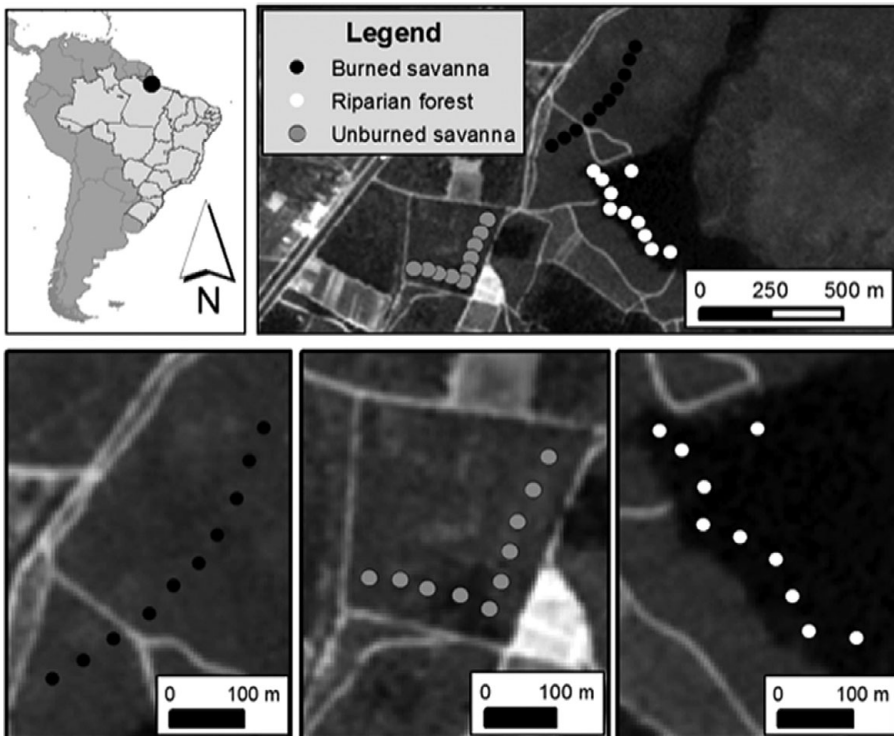 N
Legend
Burned savanna
Riparian forest
Unburned savanna
0 250 500 m
0 100 m
0 100 m
0 100 m